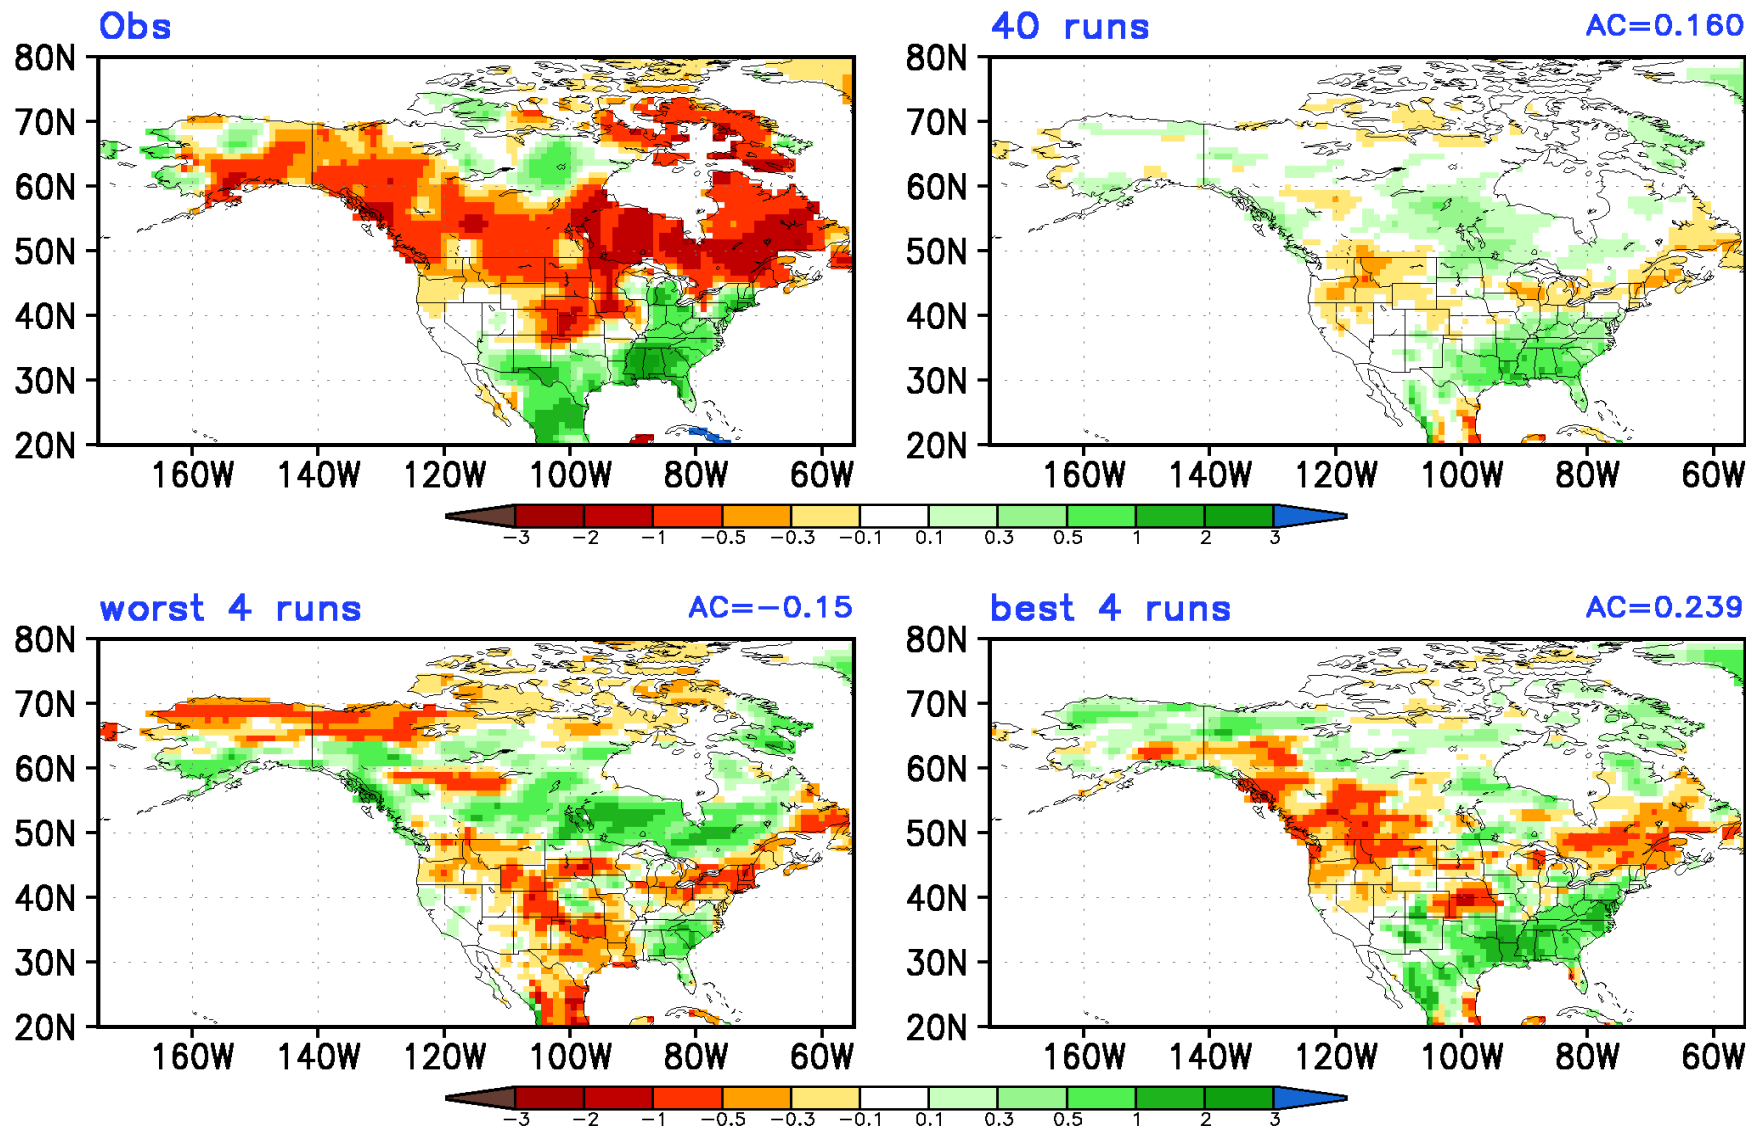 Obs
40 runs AC=0.160
80N 80N
70N 70N
60N 60N
50N 50N
40N 40N
30N 30N
20N 20N
160W 140W 120W 100W 80W 60W 160W 140W 120W 100W 80W 60W
-3 -2 -1 -0.5 -0.3 -0.1 0.1 0.3 0.5 1 2 3
worst 4 runs AC=-0.15
best 4 runs AC=0.239
80N 80N
70N 70N
60N 60N
50N 50N
40N 40N
30N 30N
20N 20N
160W 140W 120W 100W 80W 60W 160W 140W 120W 100W 80W 60W
-3 -2 -1 -0.5 -0.3 -0.1 0.1 0.3 0.5 1 2 3